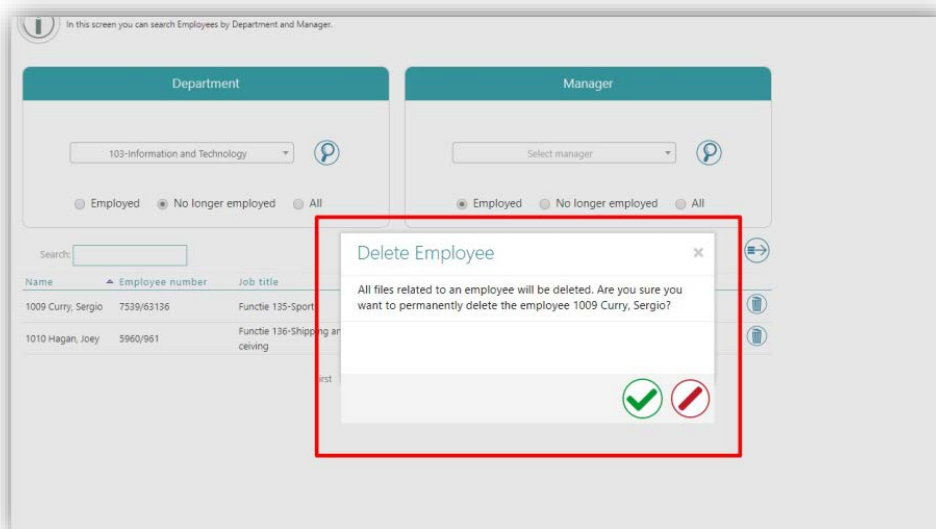 In this screen you can search Employees by Department and Manager.
Department
Manager
103-Information and Technology
Select manager
Employed No longer employed All
Employed No longer employed All
Search:
Name Employee number Job title
1009 Curry, Sergio 7539/63136 Functie 135-Sport
1010 Hagan, Joey 5960/961 Functie 136-Shipping an
ceiving
irst
Delete Employee
All files related to an employee will be deleted. Are you sure you
want to permanently delete the employee 1009 Curry, Sergio?